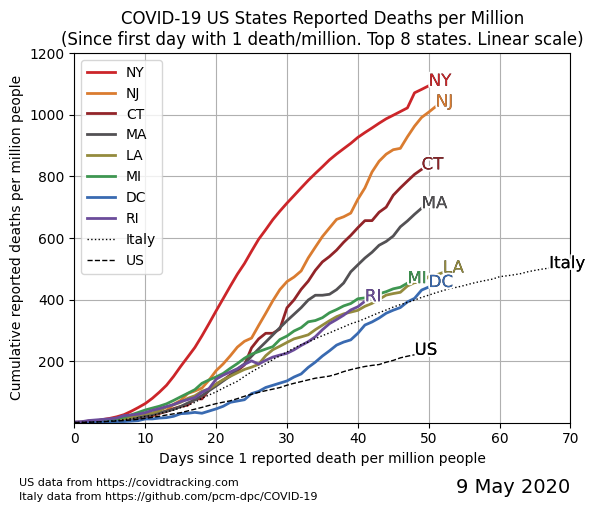 COVID-19 US States Reported Deaths per Million
(Since first day with 1 death/million. Top 8 states. Linear scale)
Cumulative reported deaths per million people
1200
1000
800
600
400
200
NY
NJ
CT
MA
LA
MI
DC
RI
Italy
US
NY
NJ
CT
MA
LA
MI
DC
RI
Italy
US
0 10 20 30 40 50 60 70
Days since 1 reported death per million people
US data from https://covidtracking.com
Italy data from https://github.com/pcm-dpc/COVID-19
9 May 2020